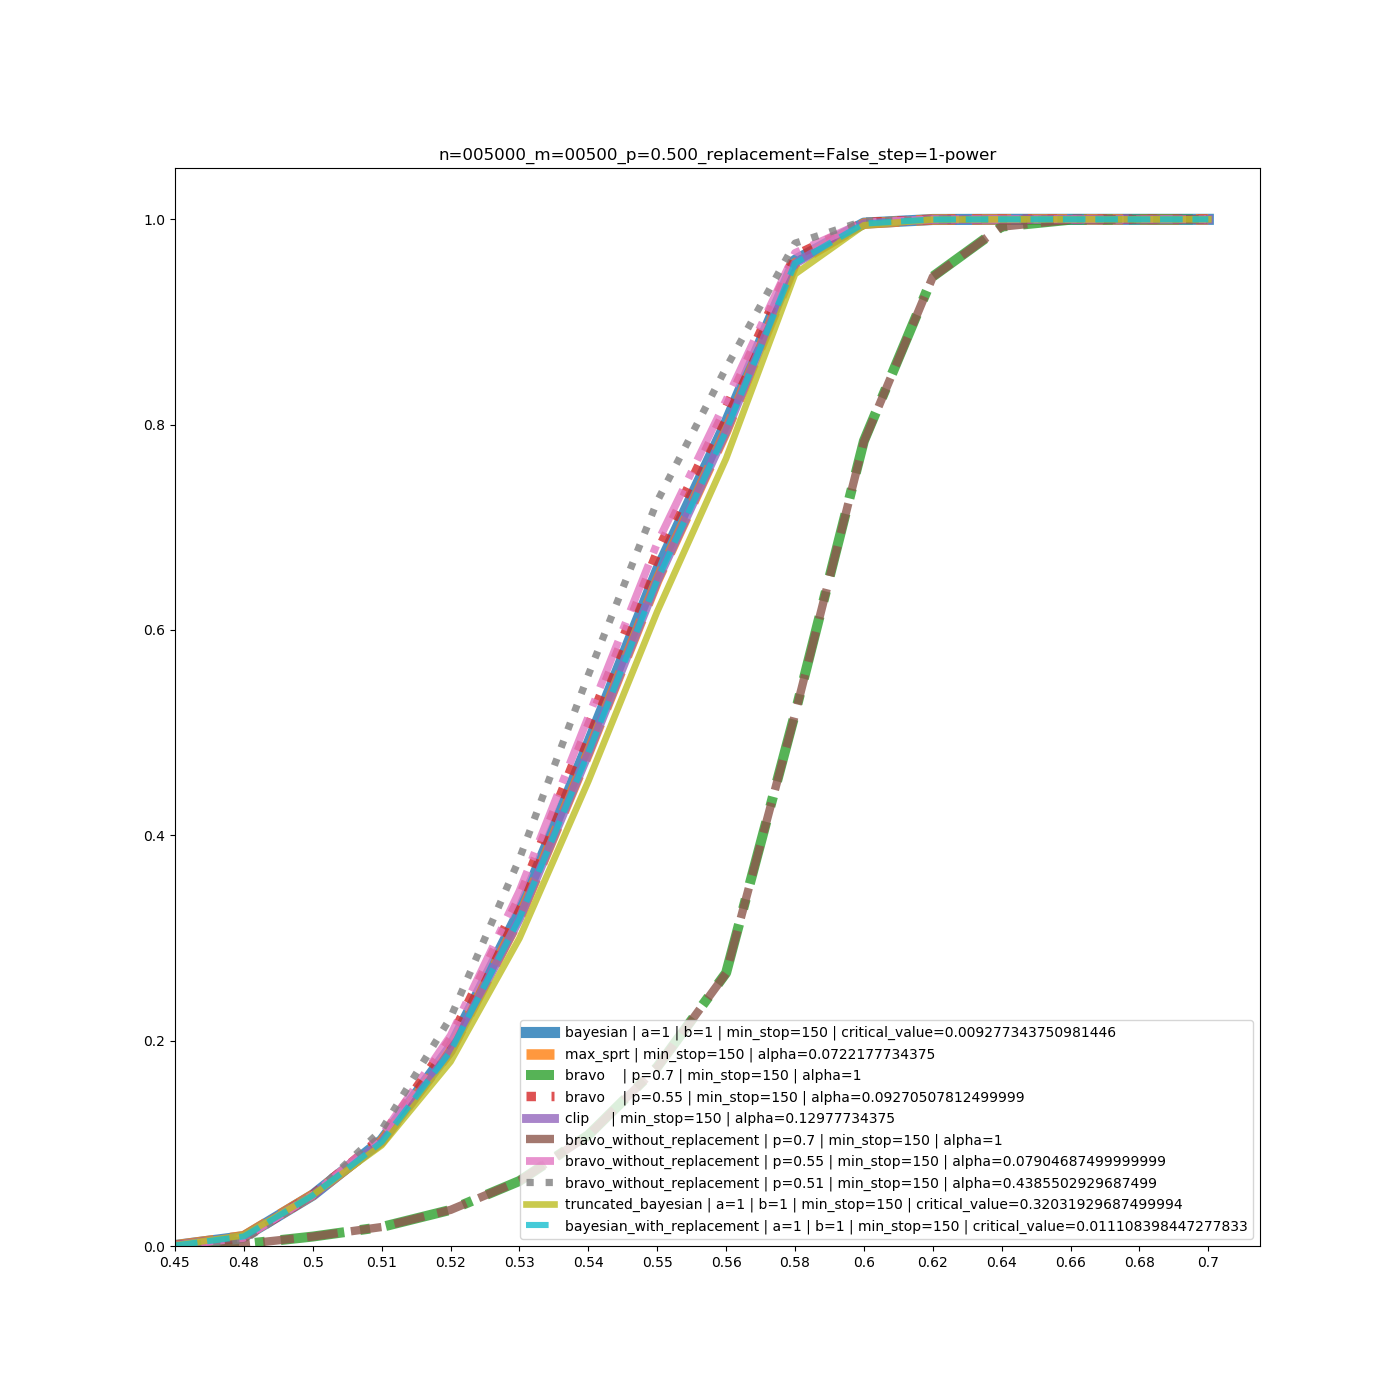 n=005000_m=00500_p=0.500_replacement=False_step=1-power
1.0
0.8
0.6
0.4
0.2
0.0
bayesian | a=1 | b=1 | min_stop=150 | critical_value=0.009277343750981446
max_sprt | min_stop=150 | alpha=0.0722177734375
bravo | p=0.7 | min_stop=150 | alpha=1
bravo | p=0.55 | min_stop=150 | alpha=0.09270507812499999
clip | min_stop=150 | alpha=0.12977734375
bravo_without_replacement | p=0.7 | min_stop=150 | alpha=1
bravo_without_replacement | p=0.55 | min_stop=150 | alpha=0.07904687499999999
bravo_without_replacement | p=0.51 | min_stop=150 | alpha=0.4385502929687499
truncated_bayesian | a=1 | b=1 | min_stop=150 | critical_value=0.32031929687499994
bayesian_with_replacement | a=1 | b=1 | min_stop=150 | critical_value=0.011108398447277833
0.45 0.48 0.5 0.51 0.52 0.53 0.54 0.55 0.56 0.58 0.6 0.62 0.64 0.66 0.68 0.7